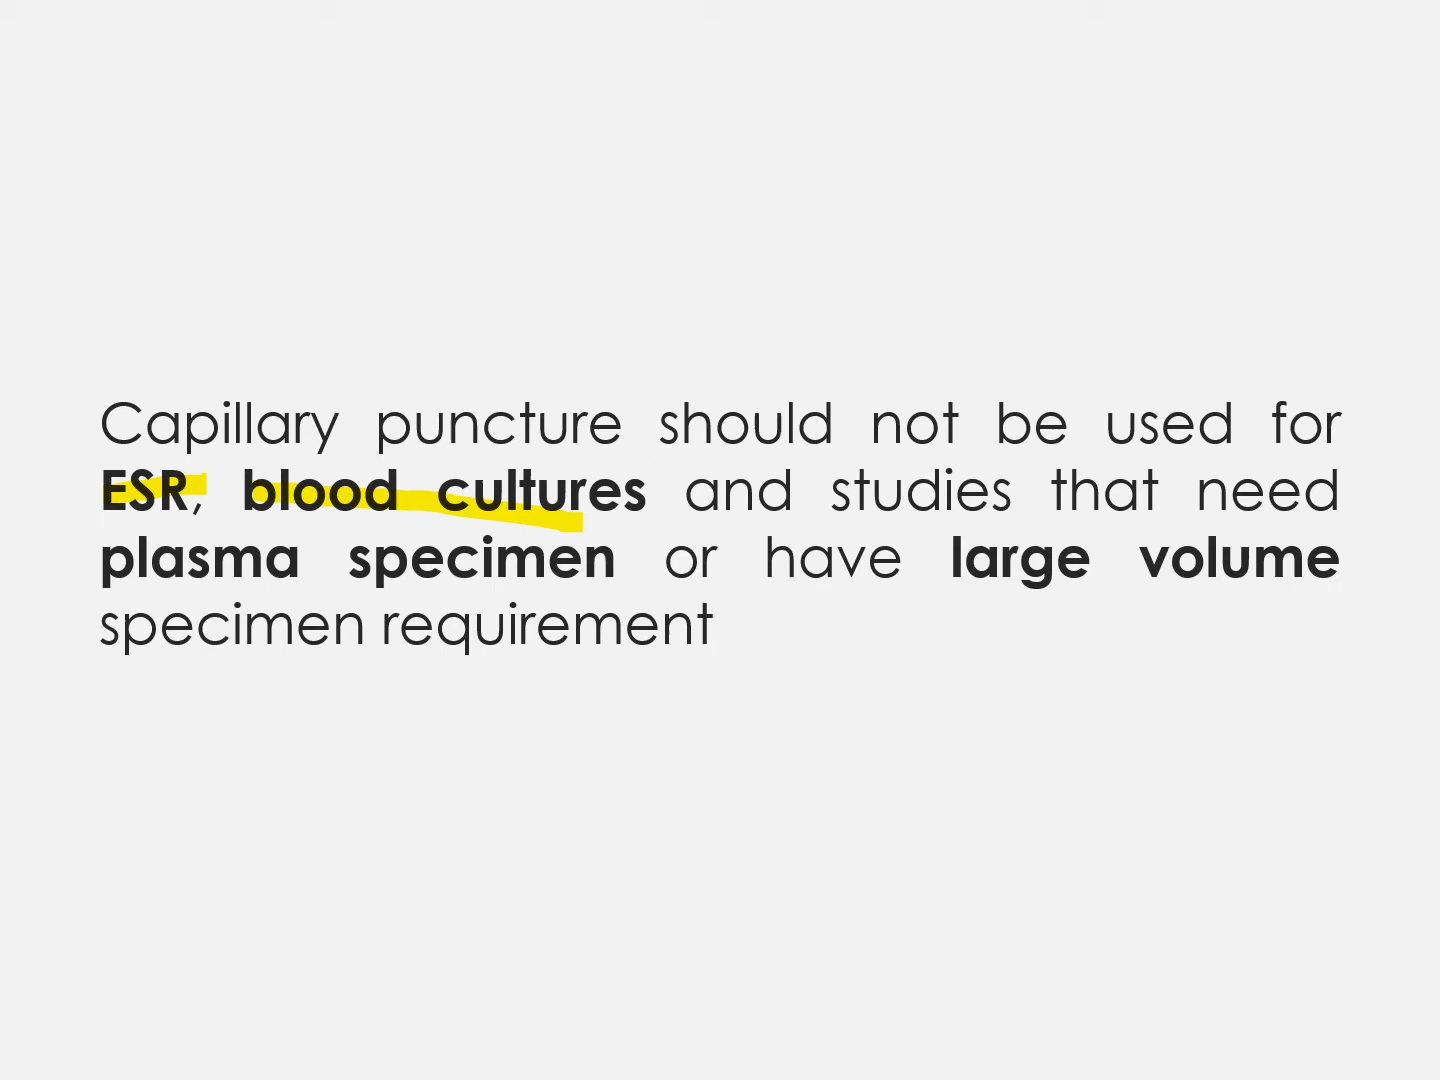 Capillary puncture should not be used for
ESR, blood cultures and studies that need
plasma specimen or have large volume
specimen requirement